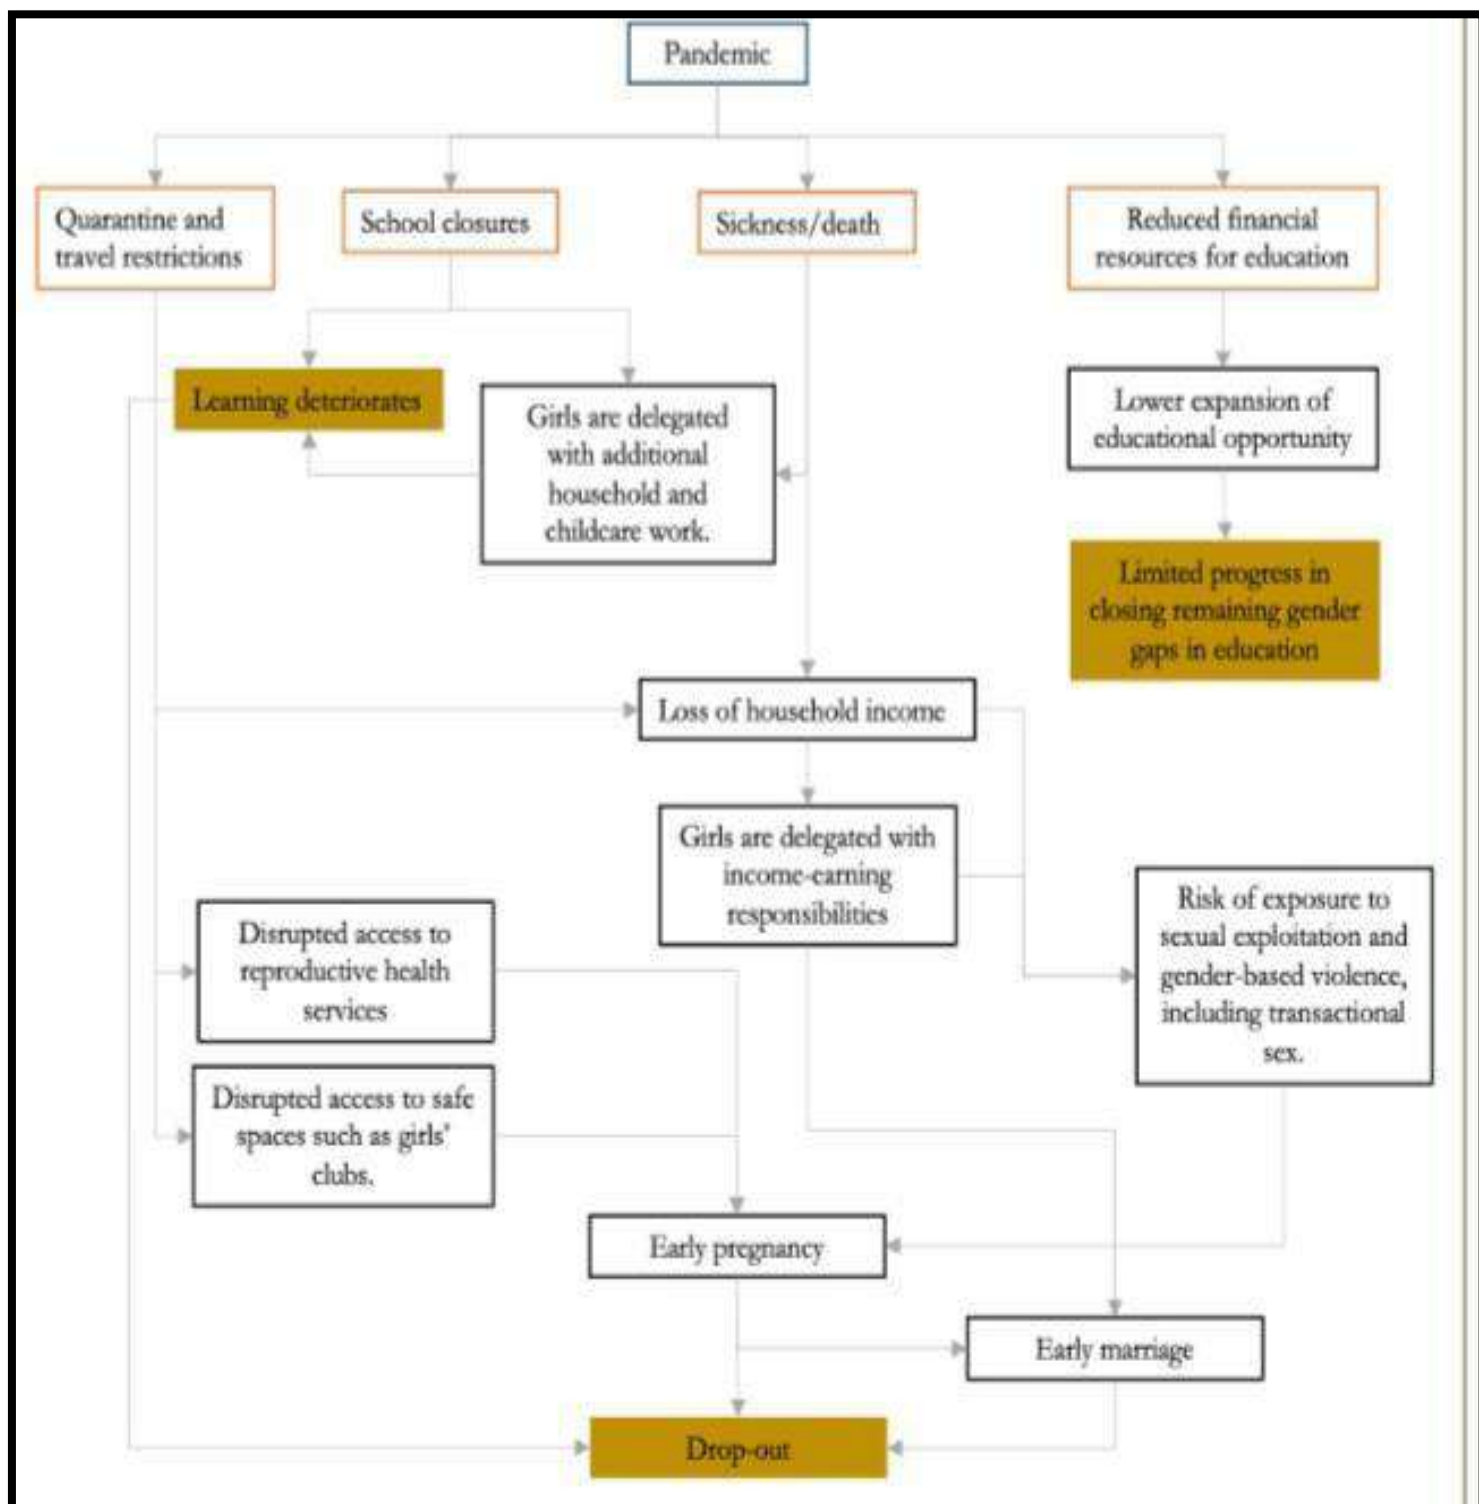 Pandemic
Quarantine and
travel restrictions
School closures
Sickness/death
Reduced financial
resources for education
Learning deteriorates
Girls are delegated
with additional
household and
childcare work.
Lower expansion of
educational opportunity
Limited progress in
closing remaining gender
gaps in education
Loss of household income
Girls are delegated with
income-earning
responsibilities
Disrupted access to
reproductive health
services
Risk of exposure to
sexual exploitation and
gender-based violence,
including transactional
sex.
Disrupted access to safe
spaces such as girls'
clubs.
Early pregnancy
Early marriage
Drop-out